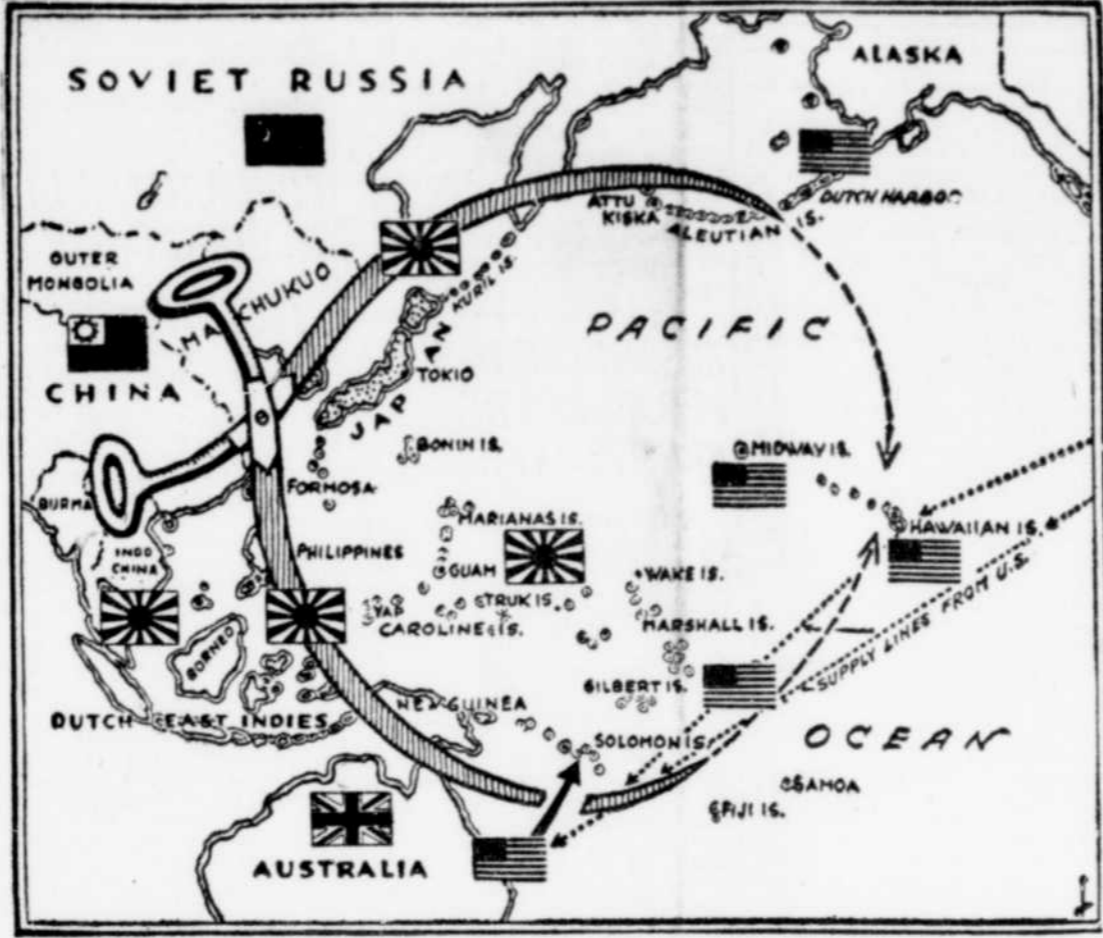 SOVIET RUSSIA
ALASKA
DUTCH HARBO
ATTU
KISKA
ALEUTIAN IS.
OUTER
MONGOLIA
MA CHUKUO
KURIL IS.
PACIFIC
CHINA
JAPAN
TOKIO
BONIN IS.
MIDWAY IS.
BURMA
FORMOSA
MARIANAS IS.
HAWAIIAN IS.
INDO
CHINA
PHILIPPINES
GUAM
WAKE IS.
YAP
TRUK IS.
CAROLINE IS.
MARSHALL IS.
SUPPLY LINES FROM U.S.
BORNEO
GILBERT IS.
NEW GUINEA
DUTCH EAST INDIES
SOLOMON IS.
OCEAN
SAMOA
FIJI IS.
AUSTRALIA